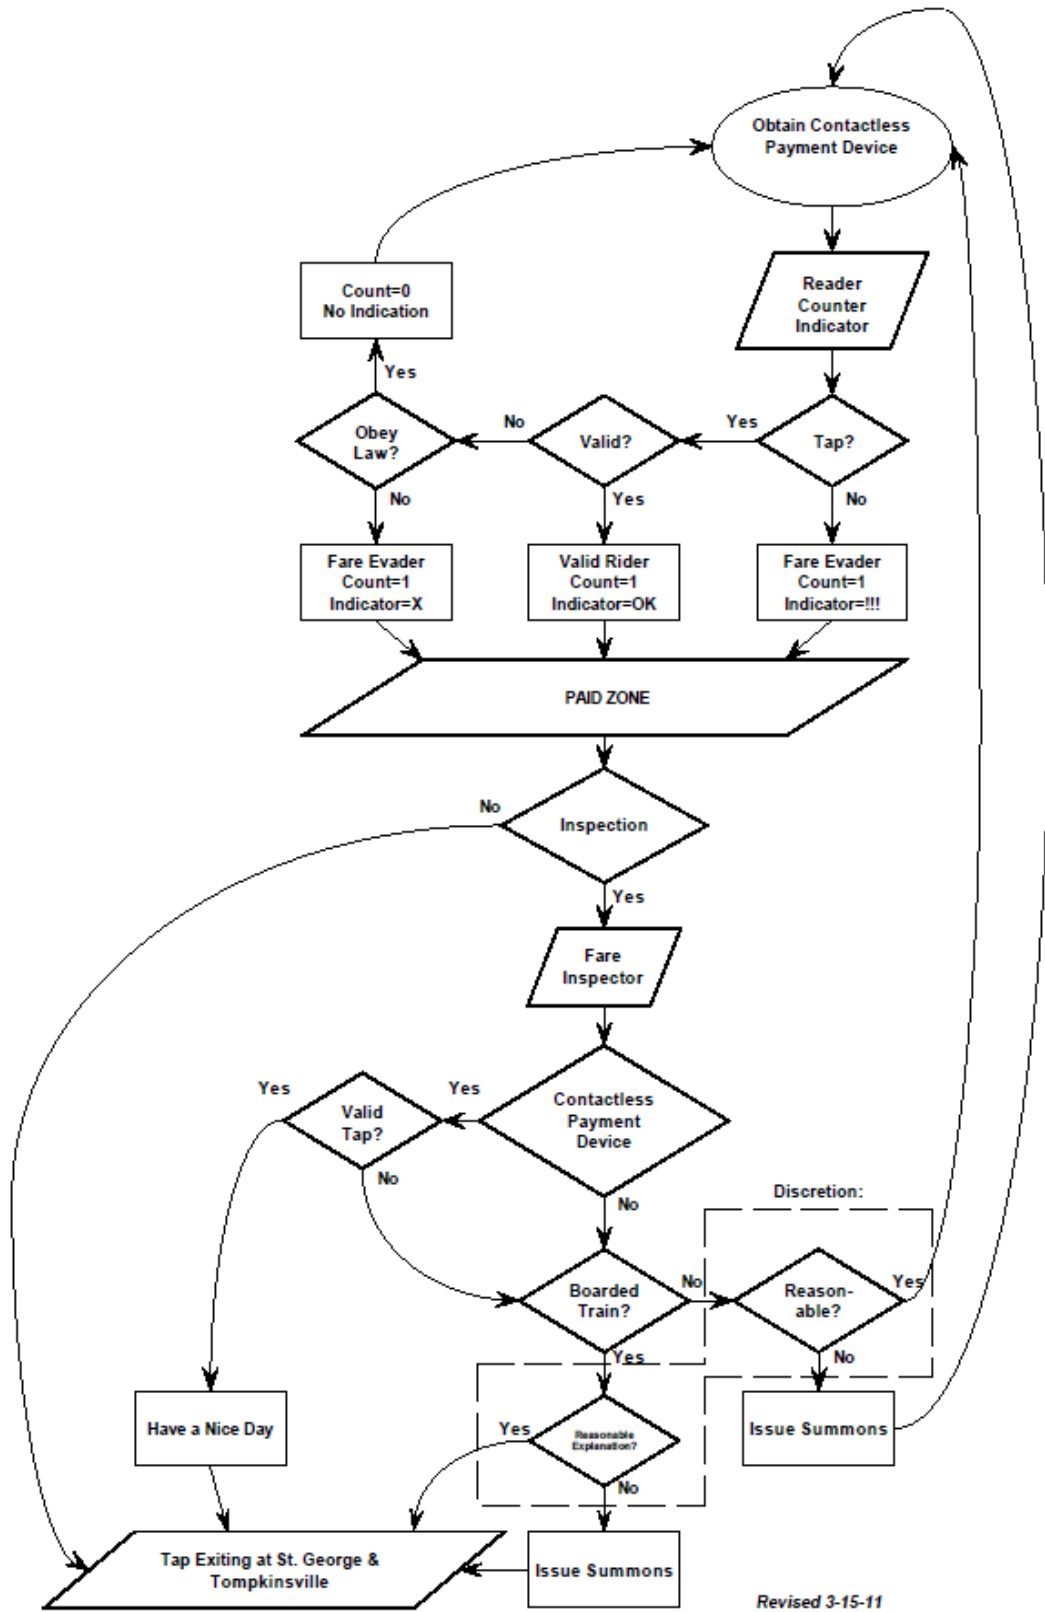 Obtain Contactless
Payment Device
Reader
Counter
Indicator
Count=0
No Indication
Yes
Obey
Law?
No
Valid?
Yes
Tap?
No
Yes
No
Fare Evader
Count=1
Indicator=X
Valid Rider
Count=1
Indicator=OK
Fare Evader
Count=1
Indicator=!!!
PAID ZONE
No
Inspection
Yes
Fare
Inspector
Yes
Valid
Tap?
Yes
Contactless
Payment
Device
No
No
Discretion:
Boarded
Train?
No
Reason-
able?
Yes
Yes
No
Have a Nice Day
Yes
Reasonable
Explanation?
Issue Summons
No
Tap Exiting at St. George &
Tompkinsville
Issue Summons
Revised 3-15-11